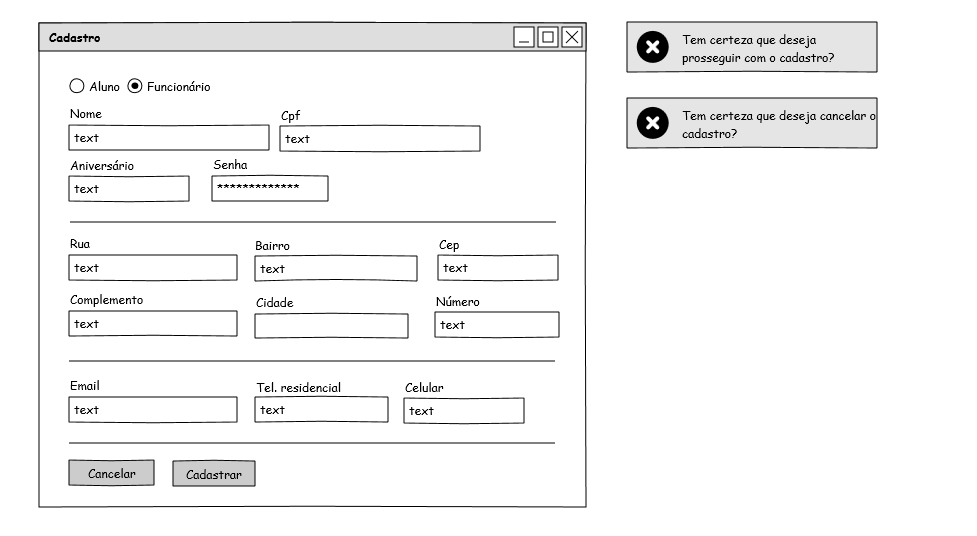 Cadastro
Aluno Funcionário
Nome Cpf
text text
Aniversário Senha
text *************
Rua Bairro Cep
text text text
Complemento Cidade Número
text text
Email Tel. residencial Celular
text text text
Cancelar Cadastrar
Tem certeza que deseja
prosseguir com o cadastro?
Tem certeza que deseja cancelar o
cadastro?